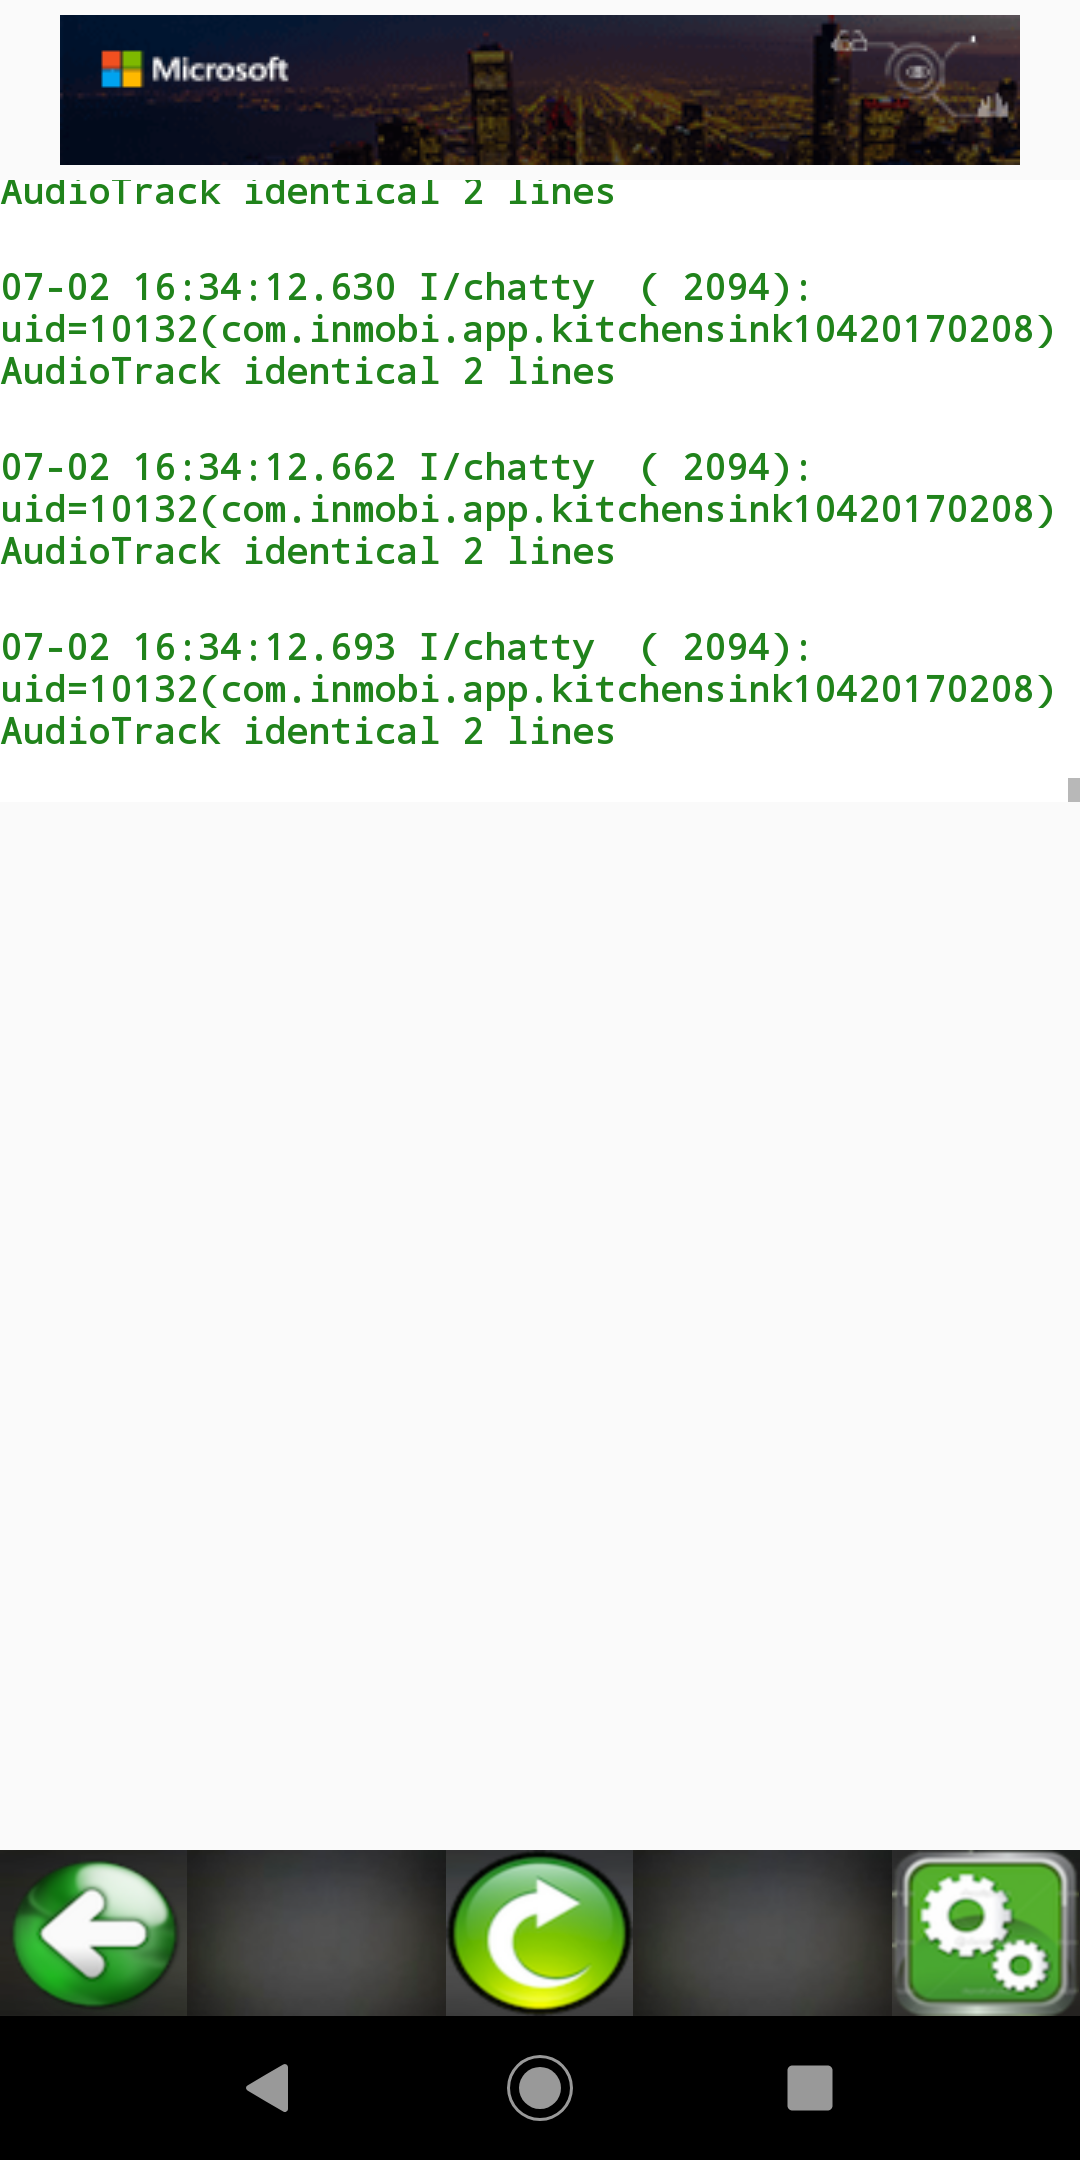 Microsoft
AudioTrack identical 2 lines
07-02 16:34:12.630 I/chatty  ( 2094):
uid=10132(com.inmobi.app.kitchensink10420170208)
AudioTrack identical 2 lines
07-02 16:34:12.662 I/chatty  ( 2094):
uid=10132(com.inmobi.app.kitchensink10420170208)
AudioTrack identical 2 lines
07-02 16:34:12.693 I/chatty  ( 2094):
uid=10132(com.inmobi.app.kitchensink10420170208)
AudioTrack identical 2 lines